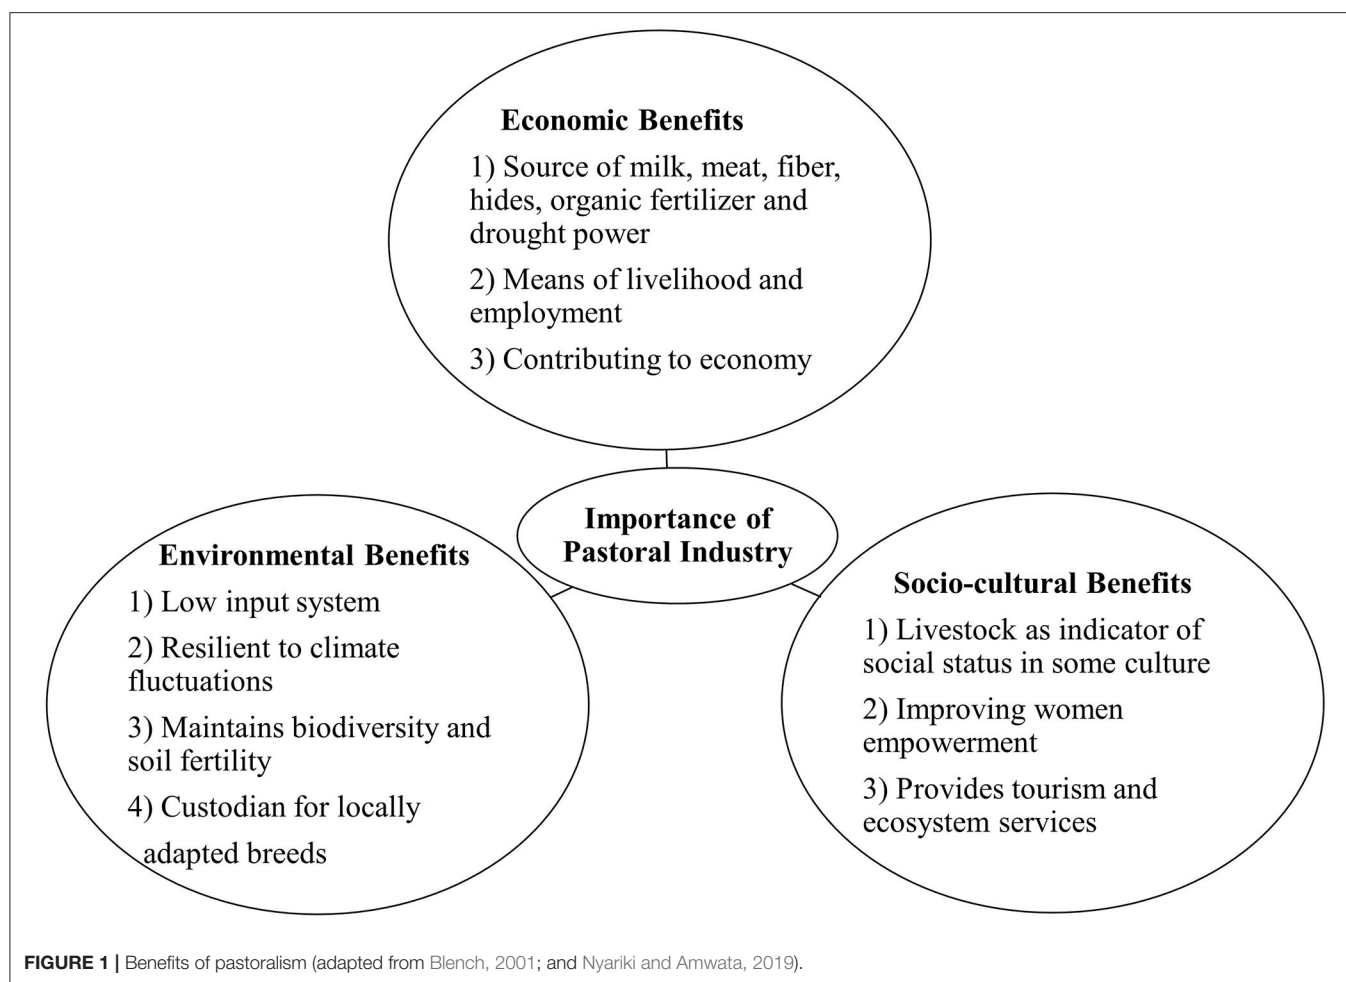 Economic Benefits
1) Source of milk, meat, fiber,
hides, organic fertilizer and
drought power
2) Means of livelihood and
employment
3) Contributing to economy
Importance of
Pastoral Industry
Environmental Benefits
1) Low input system
2) Resilient to climate
fluctuations
3) Maintains biodiversity and
soil fertility
4) Custodian for locally
adapted breeds
Socio-cultural Benefits
1) Livestock as indicator of
social status in some culture
2) Improving women
empowerment
3) Provides tourism and
ecosystem services
FIGURE 1 | Benefits of pastoralism (adapted from Blench, 2001; and Nyariki and Amwata, 2019).